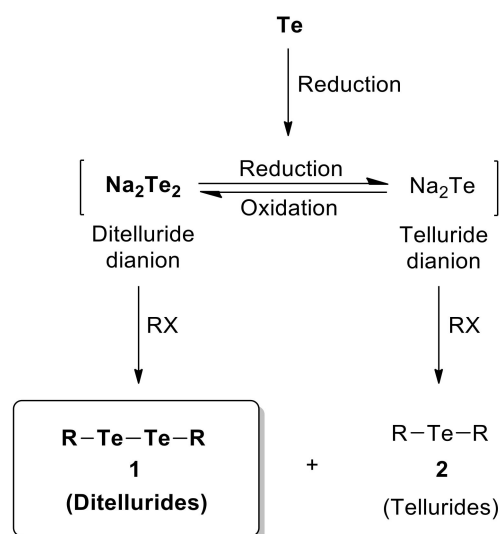 Te
Reduction
[ Na₂Te₂ Reduction Na₂Te ]
Oxidation
Ditelluride Telluride
dianion dianion
RX RX
R–Te–Te–R R–Te–R
1 + 2
(Ditellurides) (Tellurides)